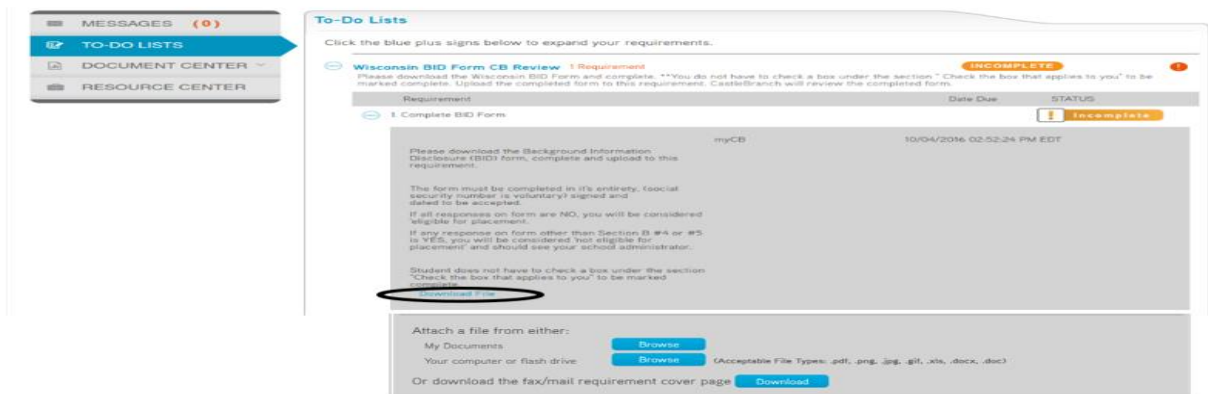 MESSAGES (0)
TO-DO LISTS
DOCUMENT CENTER
RESOURCE CENTER
To-Do Lists
Click the blue plus signs below to expand your requirements.
Wisconsin BID Form CB Review 1 Requirement INCOMPLETE
Please download the Wisconsin BID Form and complete. **You do not have to check a box under the section " Check the box that applies to you" to be
marked complete. Upload the completed form to this requirement. CastleBranch will review the completed form.
Requirement Date Due STATUS
1. Complete BID Form ! Incomplete
myCB 10/04/2016 02:52:24 PM EDT
Please download the Background Information
Disclosure (BID) form, complete and upload to this
requirement.
The form must be completed in it's entirety, (social
security number is voluntary) signed and
dated to be accepted.
If all responses on form are NO, you will be considered
'eligible for placement.
If any response on form other than Section B #4 or #5
is YES, you will be considered 'not eligible for
placement' and should see your school administrator.
Student does not have to check a box under the section
"Check the box that applies to you" to be marked
complete.
Download File
Attach a file from either:
My Documents Browse
Your computer or flash drive Browse (Acceptable File Types: .pdf, .png, .jpg, .gif, .xls, .docx, .doc)
Or download the fax/mail requirement cover page Download